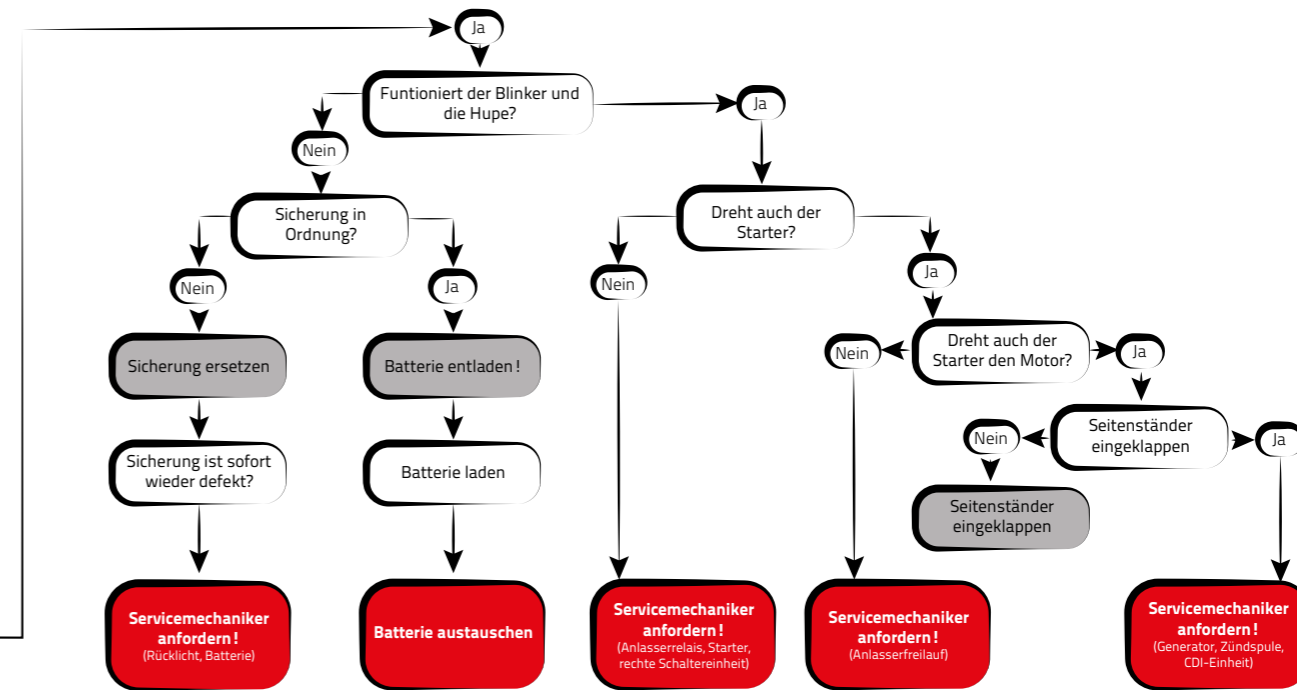 Ja
Funtioniert der Blinker und
die Hupe?
Ja
Nein
Sicherung in
Ordnung?
Dreht auch der
Starter?
Nein
Ja
Nein
Ja
Sicherung ersetzen
Batterie entladen !
Nein
Dreht auch der
Starter den Motor?
Ja
Sicherung ist sofort
wieder defekt?
Batterie laden
Nein
Seitenständer
eingeklappen
Ja
Seitenständer
eingeklappen
Servicemechaniker
anfordern !
(Rücklicht, Batterie)
Batterie austauschen
Servicemechaniker
anfordern !
(Anlasserrelais, Starter,
rechte Schaltereinheit)
Servicemechaniker
anfordern !
(Anlasserfreilauf)
Servicemechaniker
anfordern !
(Generator, Zündspule,
CDI-Einheit)